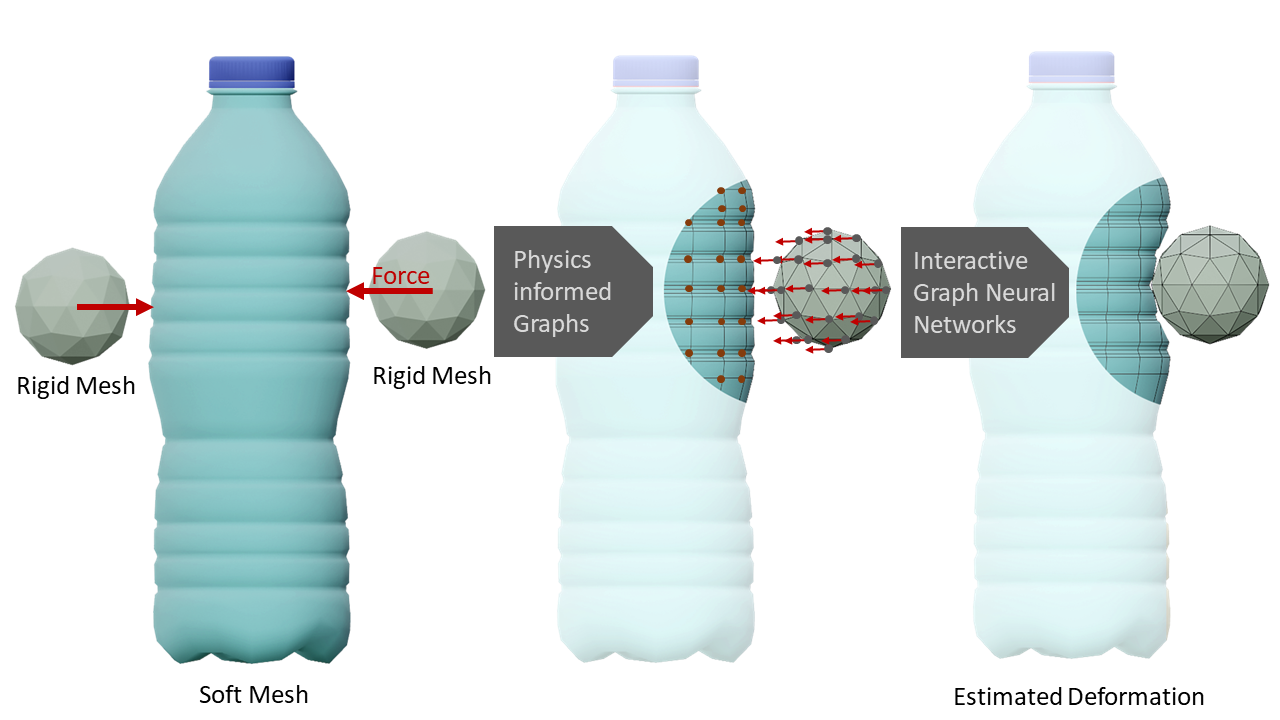 Force
Rigid Mesh
Rigid Mesh
Soft Mesh
Physics
informed
Graphs
Interactive
Graph Neural
Networks
Estimated Deformation